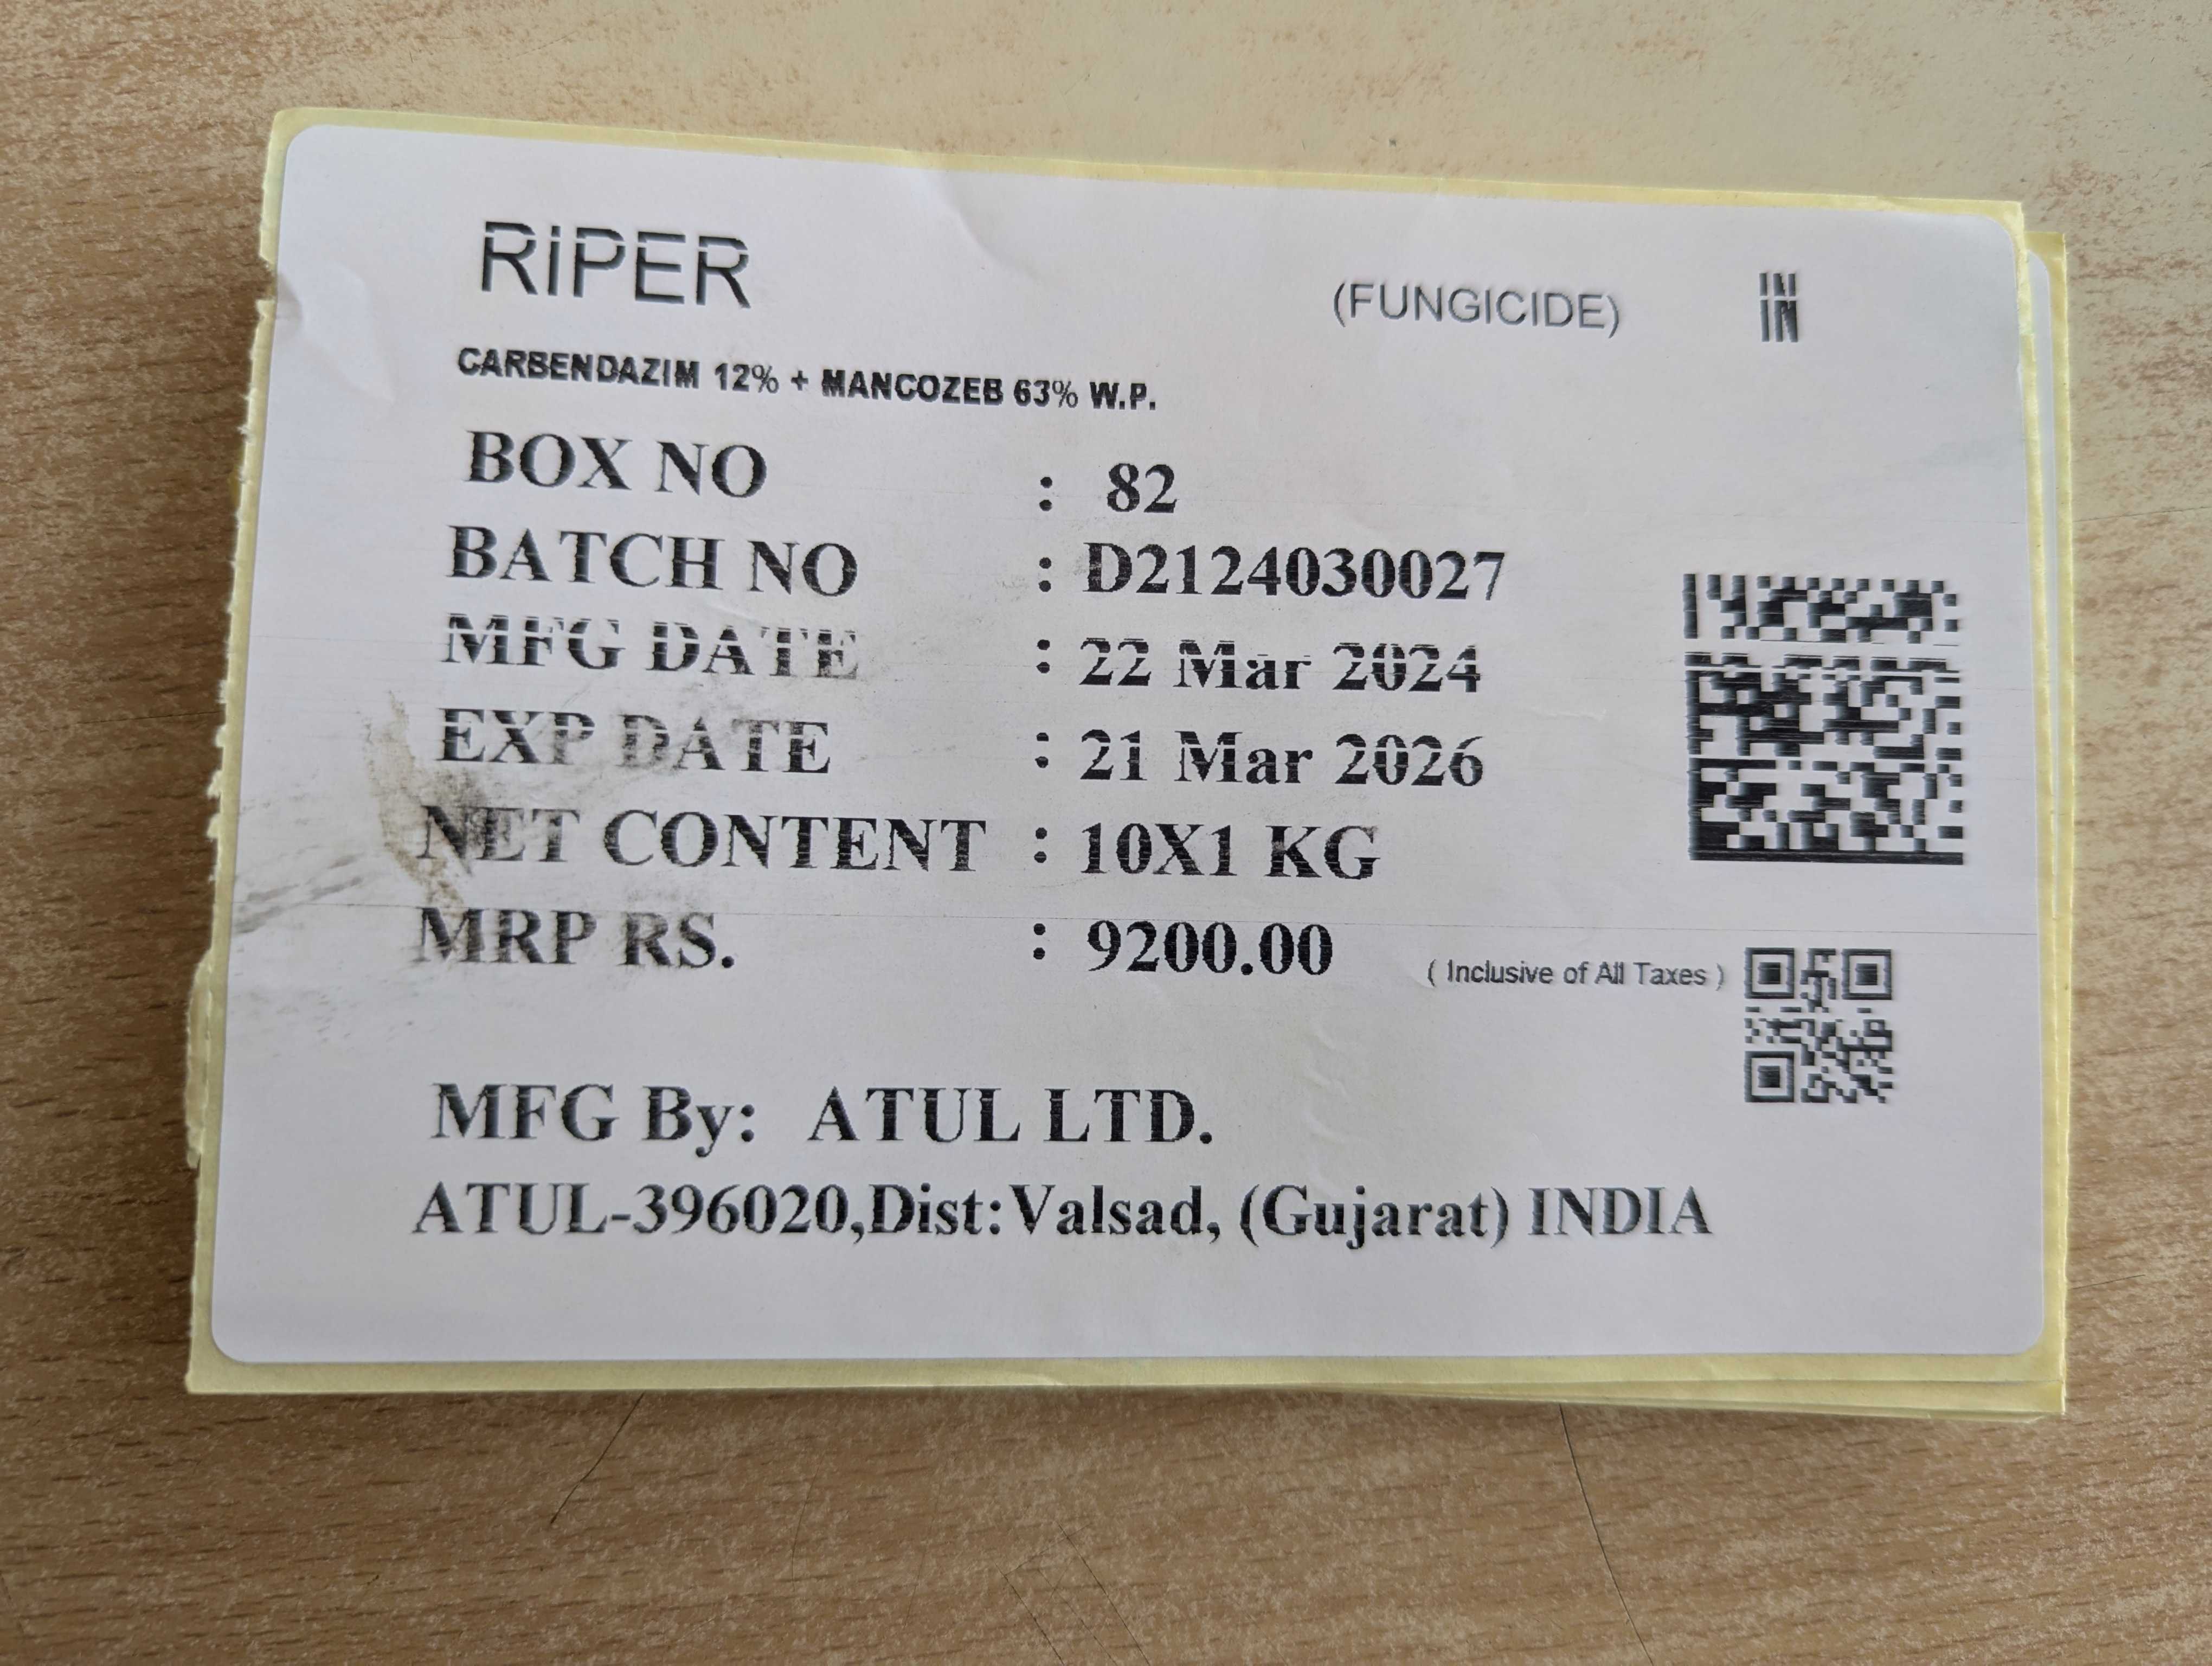 RiPER (FUNGICIDE) IN
CARBENDAZIM 12% + MANCOZEB 63% W.P.
BOX NO : 82
BATCH NO : D2124030027
MFG DATE : 22 Mar 2024
EXP DATE : 21 Mar 2026
NET CONTENT : 10X1 KG
MRP RS. : 9200.00 ( Inclusive of All Taxes )
MFG By: ATUL LTD.
ATUL-396020,Dist:Valsad, (Gujarat) INDIA